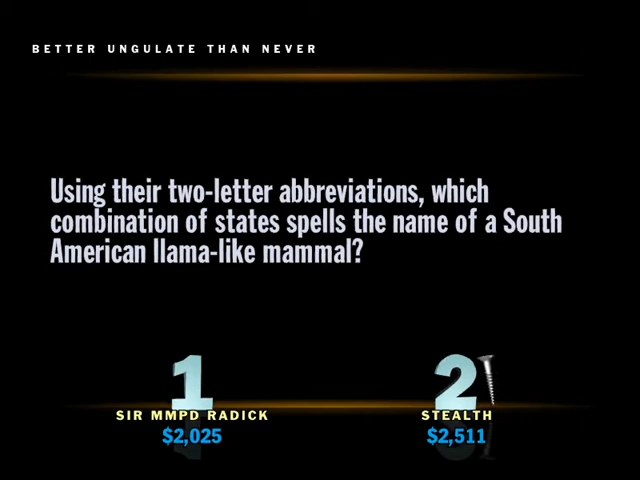 BETTER UNGULATE THAN NEVER
Using their two-letter abbreviations, which
combination of states spells the name of a South
American llama-like mammal?
1 2
SIR MMPD RADICK STEALTH
$2,025 $2,511